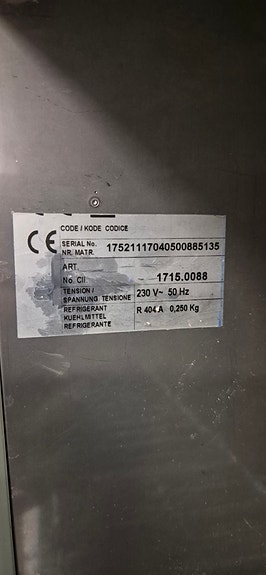 CODE / KODE CODICE
CE SERIAL No. 17521117040500885135
NR. MATR.
ART.
No. CII 1715.0088
TENSION / 230 V~ 50 Hz
SPANNUNG TENSIONE
REFRIGERANT R 404 A 0,250 Kg
KUEHLMITTEL
REFRIGERANTE